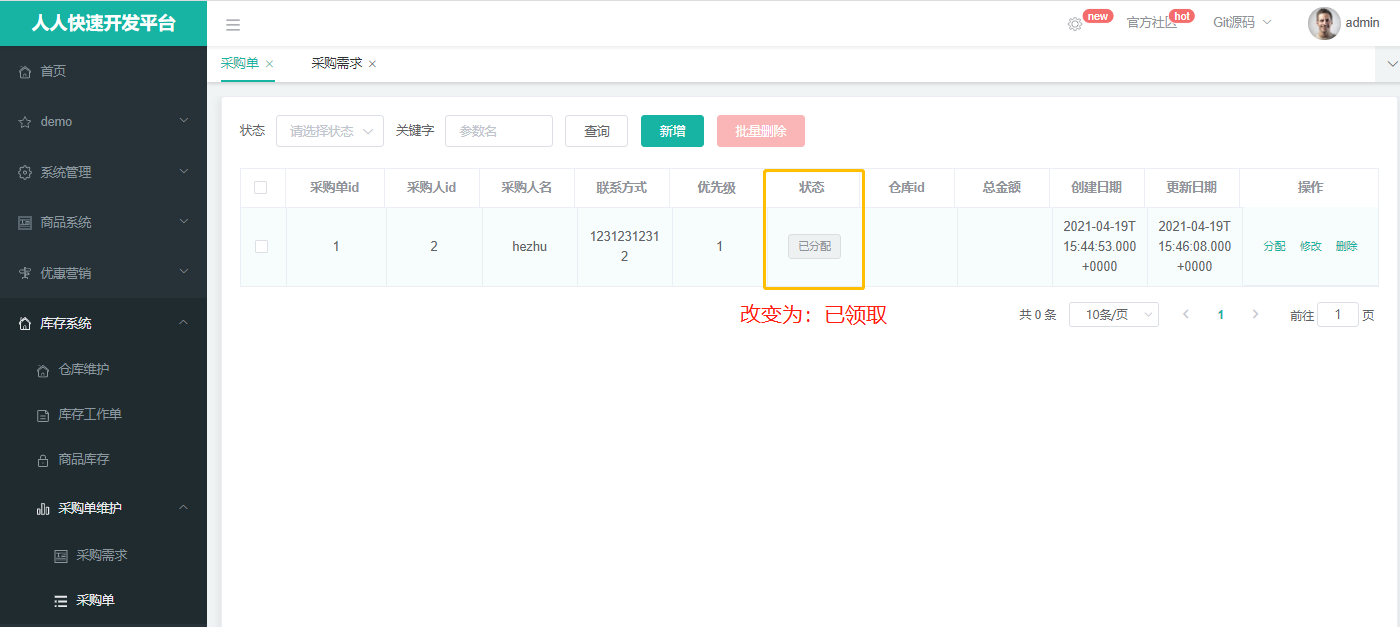 人人快速开发平台
new
官方社区
hot
Git源码
admin
首页
demo
系统管理
商品系统
优惠营销
库存系统
仓库维护
库存工作单
商品库存
采购单维护
采购需求
采购单
采购单 ×
采购需求 ×
状态 请选择状态 关键字 参数名 查询 新增 批量删除
采购单id 采购人id 采购人名 联系方式 优先级 状态 仓库id 总金额 创建日期 更新日期 操作
1 2 hezhu 1231231231
2 1 已分配 2021-04-19T
15:44:53.000
+0000 2021-04-19T
15:46:08.000
+0000 分配 修改 删除
改变为：已领取
共 0 条 10条/页 1 前往 1 页